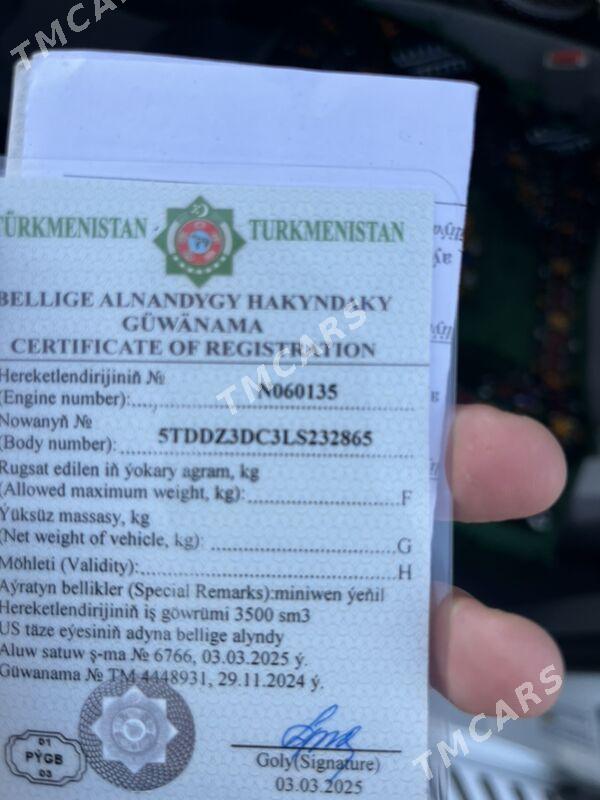 TMCARS
TÜRKMENISTAN TURKMENISTAN
BELLIGE ALNANDYGY HAKYNDAKY
GÜWÄNAMA
CERTIFICATE OF REGISTRATION
Hereketlendirijiniň №
(Engine number): N060135
TMCARS
Nowanyň №
(Body number): 5TDDZ3DC3LS232865
Rugsat edilen iň ýokary agram, kg
(Allowed maximum weight, kg): F
Ýüksüz massasy, kg
(Net weight of vehicle, kg): G
Möhleti (Validity): H
Aýratyn bellikler (Special Remarks):miniwen ýeňil
Hereketlendirijiniň iş göwrümi 3500 sm3
US täze eýesiniň adyna bellige alyndy
Aluw satuw ş-ma № 6766, 03.03.2025 ý.
Güwanama № TM 4448931, 29.11.2024 ý.
01
PÝGB
03
Goly(Signature)
03.03.2025
TMCARS